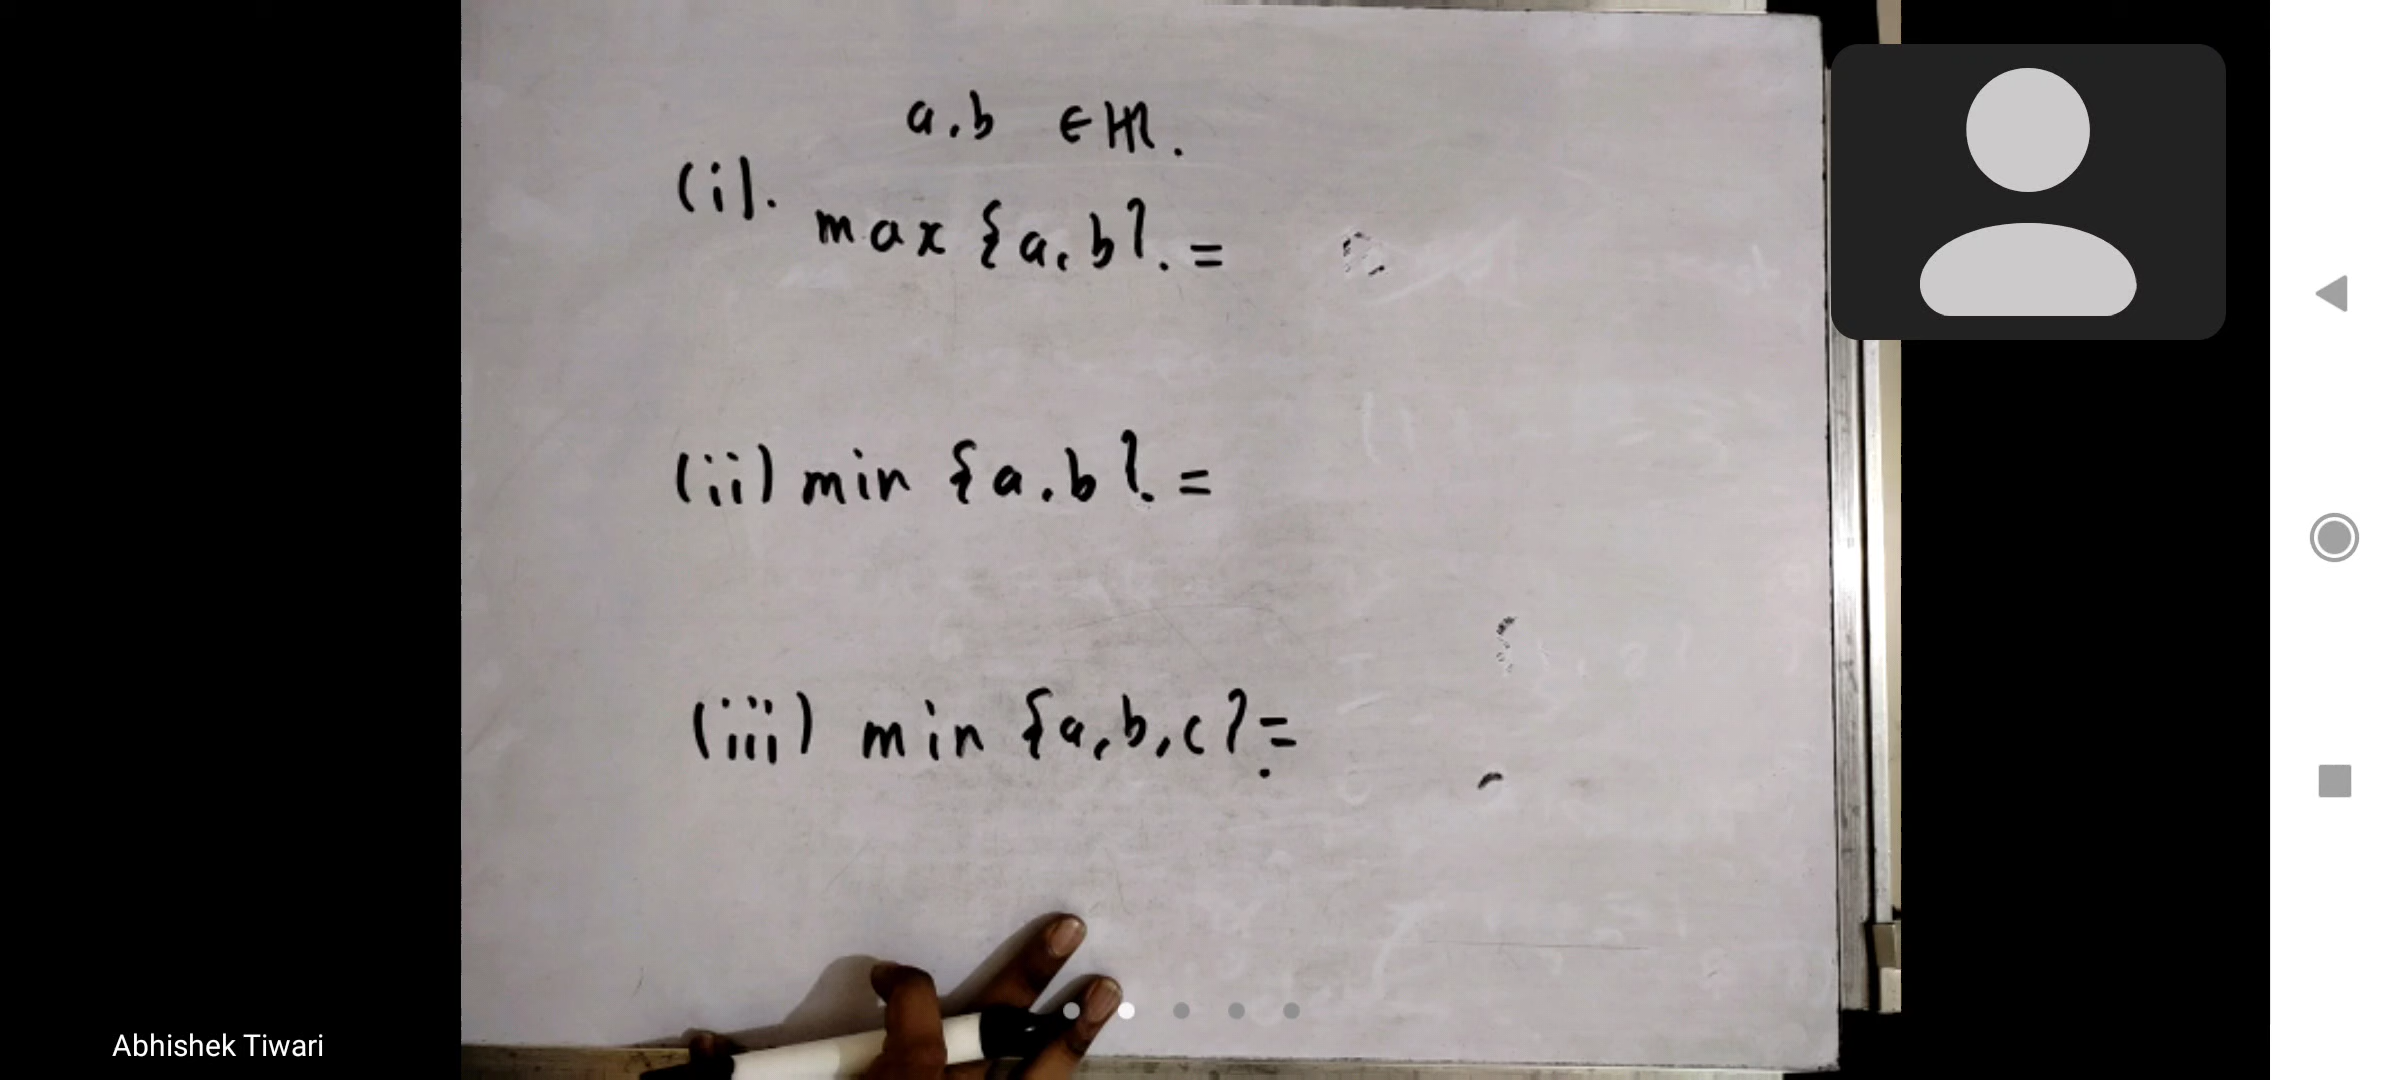 a,b ∈ ℝ.
(i). max {a,b}. =
(ii) min {a,b}. =
(iii) min {a,b,c} =
Abhishek Tiwari